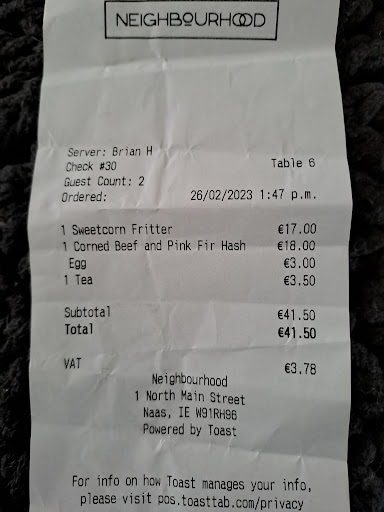 NEIGHBOURHOOD
Server: Brian H
Check #30 Table 6
Guest Count: 2
Ordered: 26/02/2023 1:47 p.m.
1 Sweetcorn Fritter €17.00
1 Corned Beef and Pink Fir Hash €18.00
Egg €3.00
1 Tea €3.50
Subtotal €41.50
Total €41.50
VAT €3.78
Neighbourhood
1 North Main Street
Naas, IE W91RH96
Powered by Toast
For info on how Toast manages your info,
please visit pos.toasttab.com/privacy